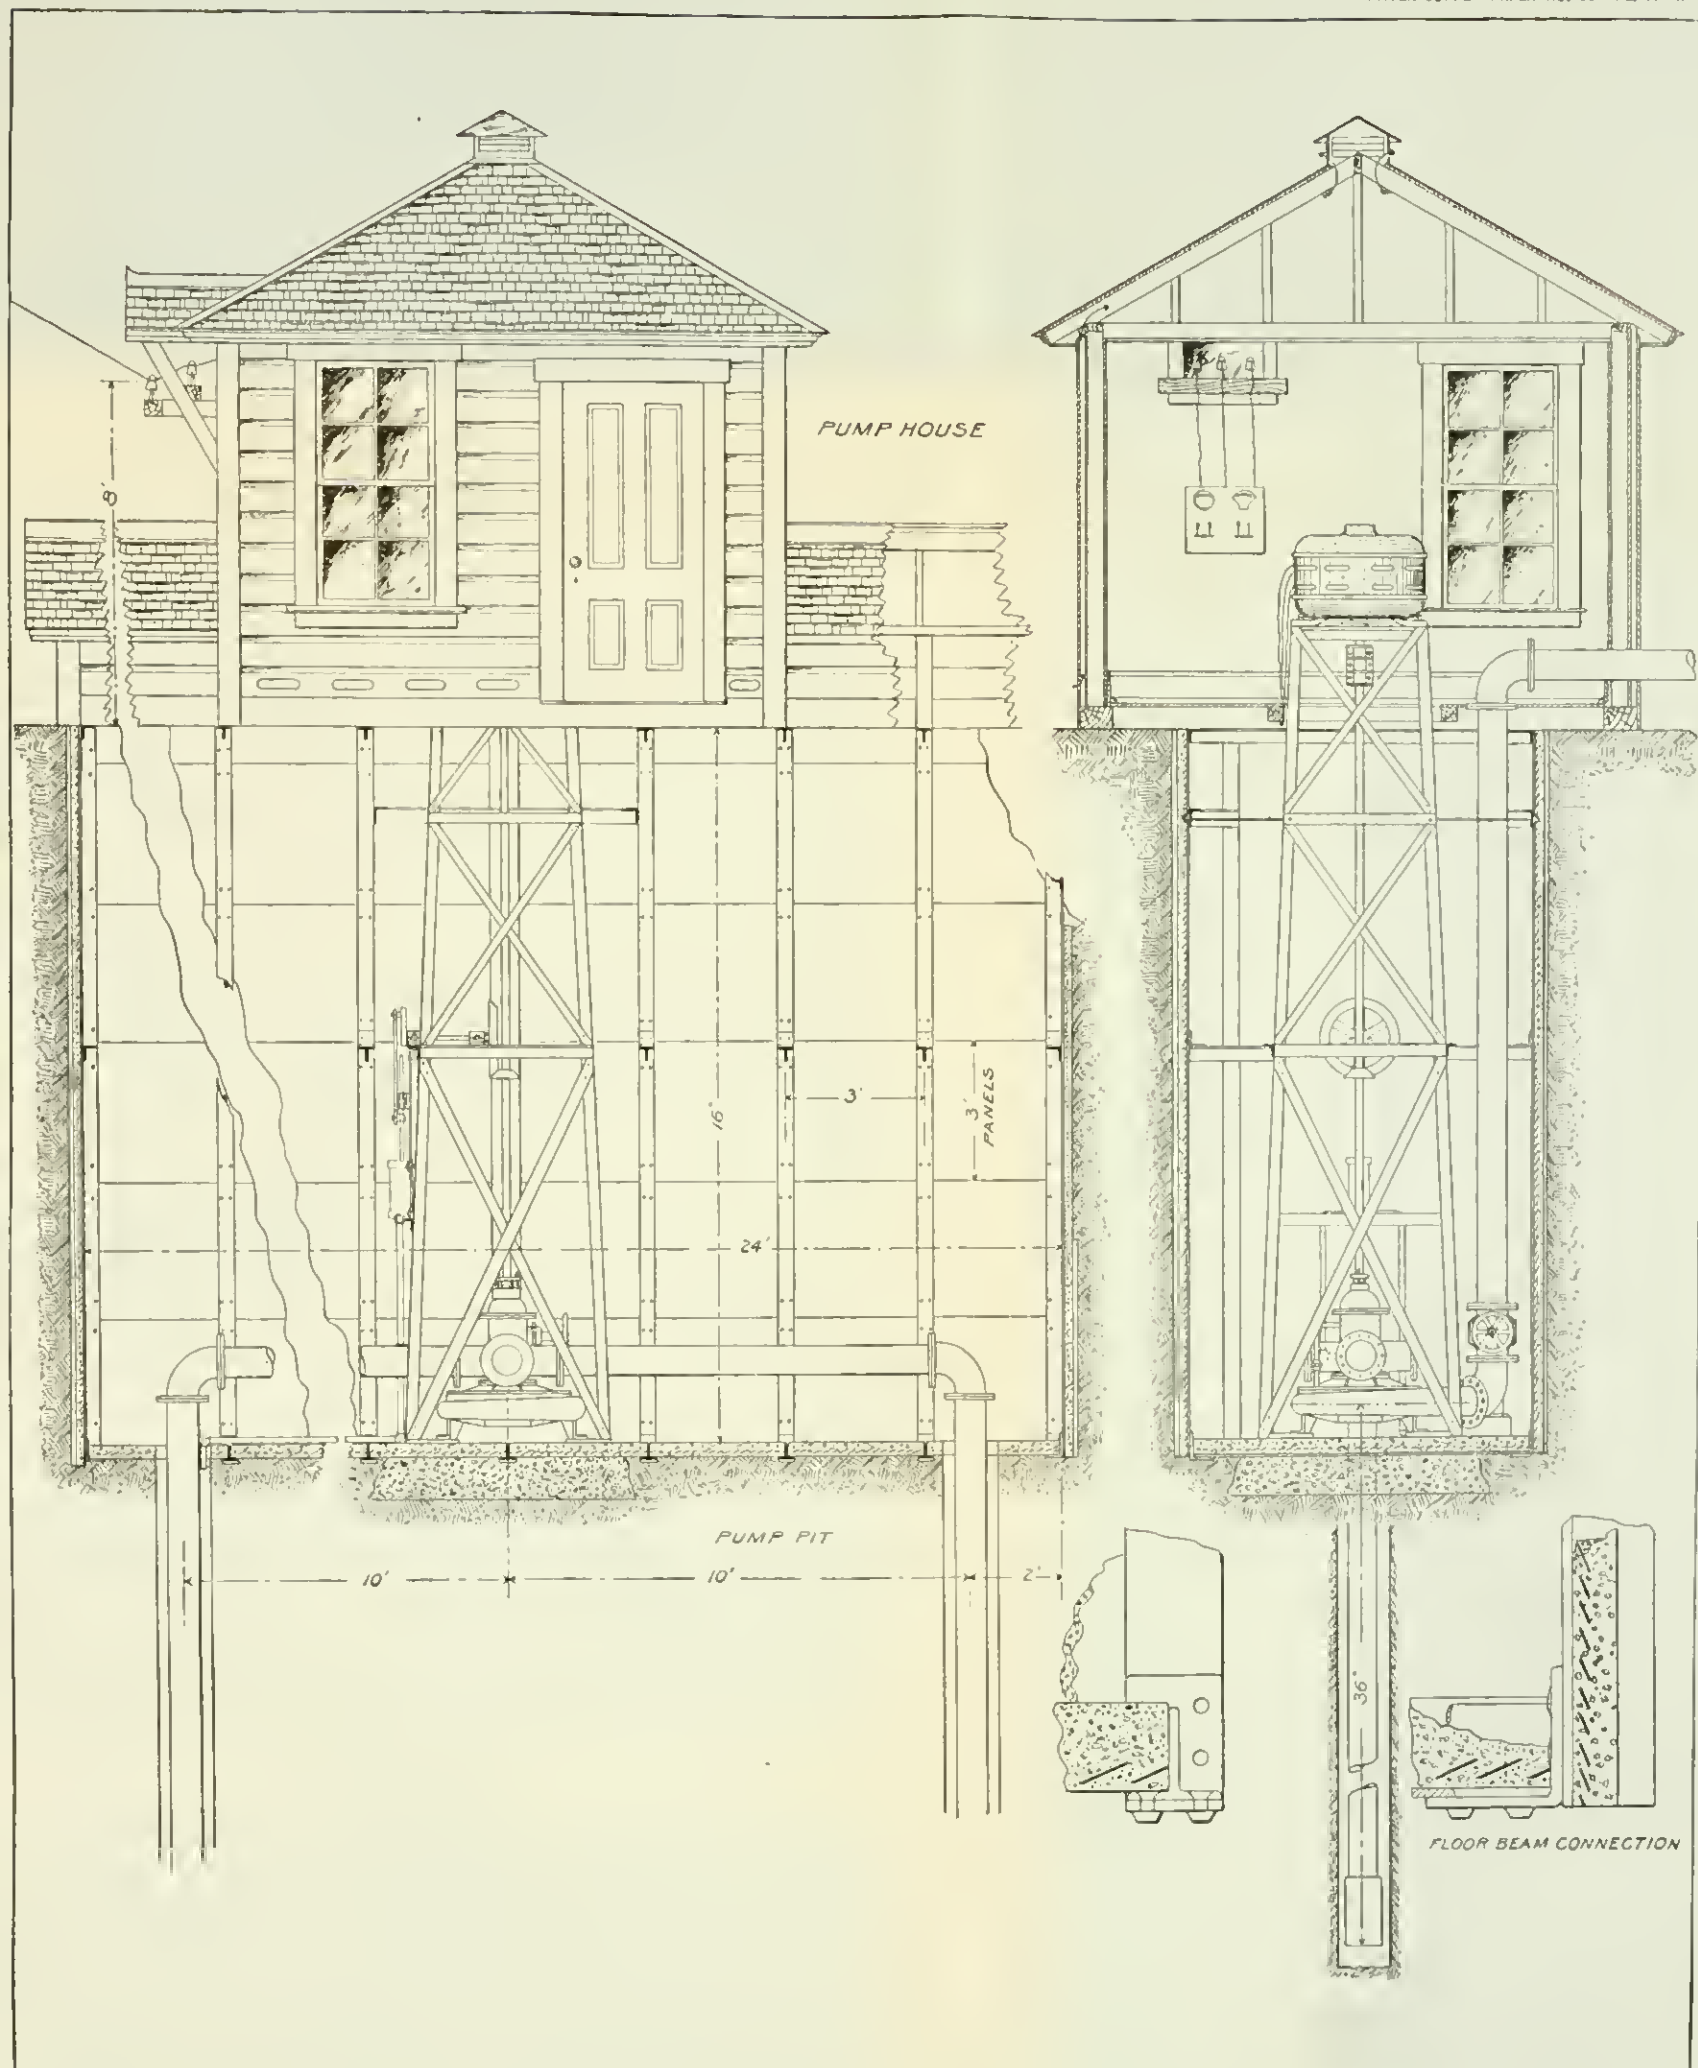 PUMP HOUSE
8'
3'
3'
PANELS
16'
24'
PUMP PIT
10'
10'
2'
36'
FLOOR BEAM CONNECTION